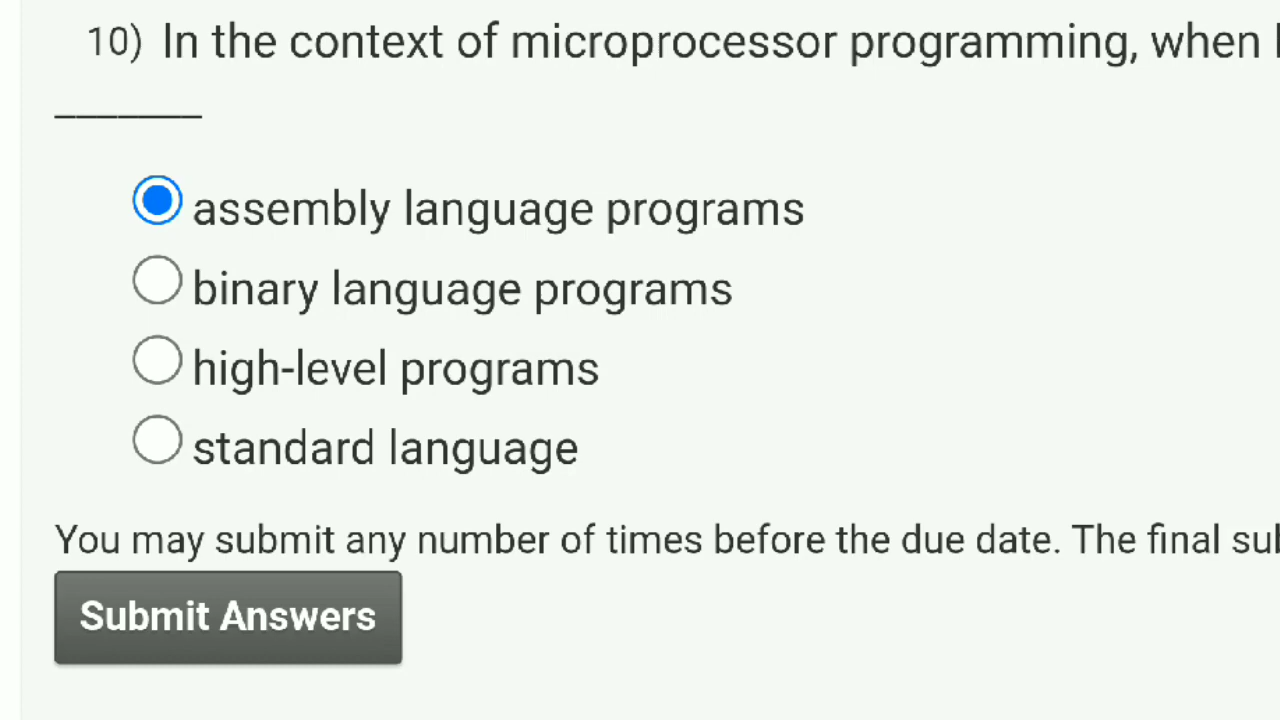 10) In the context of microprocessor programming, when
_______
assembly language programs
binary language programs
high-level programs
standard language
You may submit any number of times before the due date. The final
Submit Answers